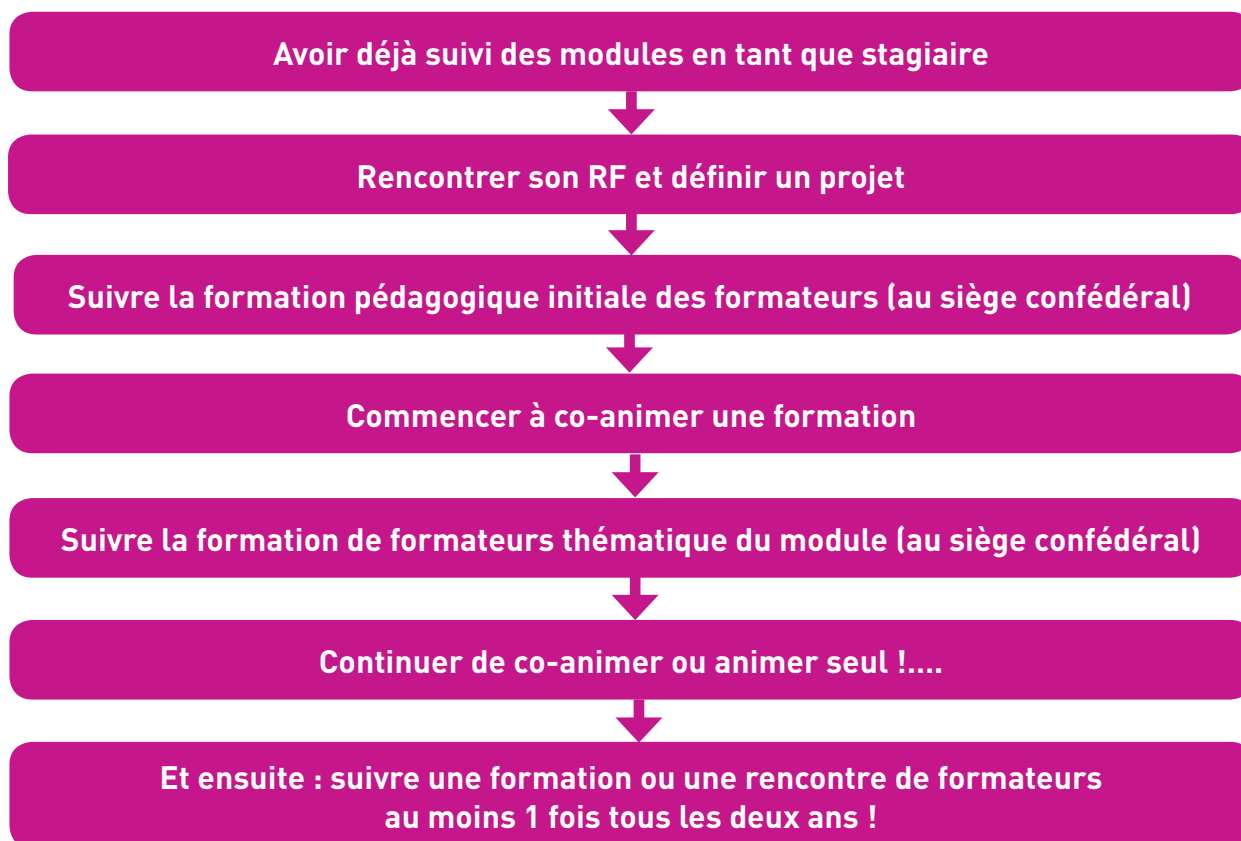 Avoir déjà suivi des modules en tant que stagiaire
Rencontrer son RF et définir un projet
Suivre la formation pédagogique initiale des formateurs (au siège confédéral)
Commencer à co-animer une formation
Suivre la formation de formateurs thématique du module (au siège confédéral)
Continuer de co-animer ou animer seul !....
Et ensuite : suivre une formation ou une rencontre de formateurs
au moins 1 fois tous les deux ans !